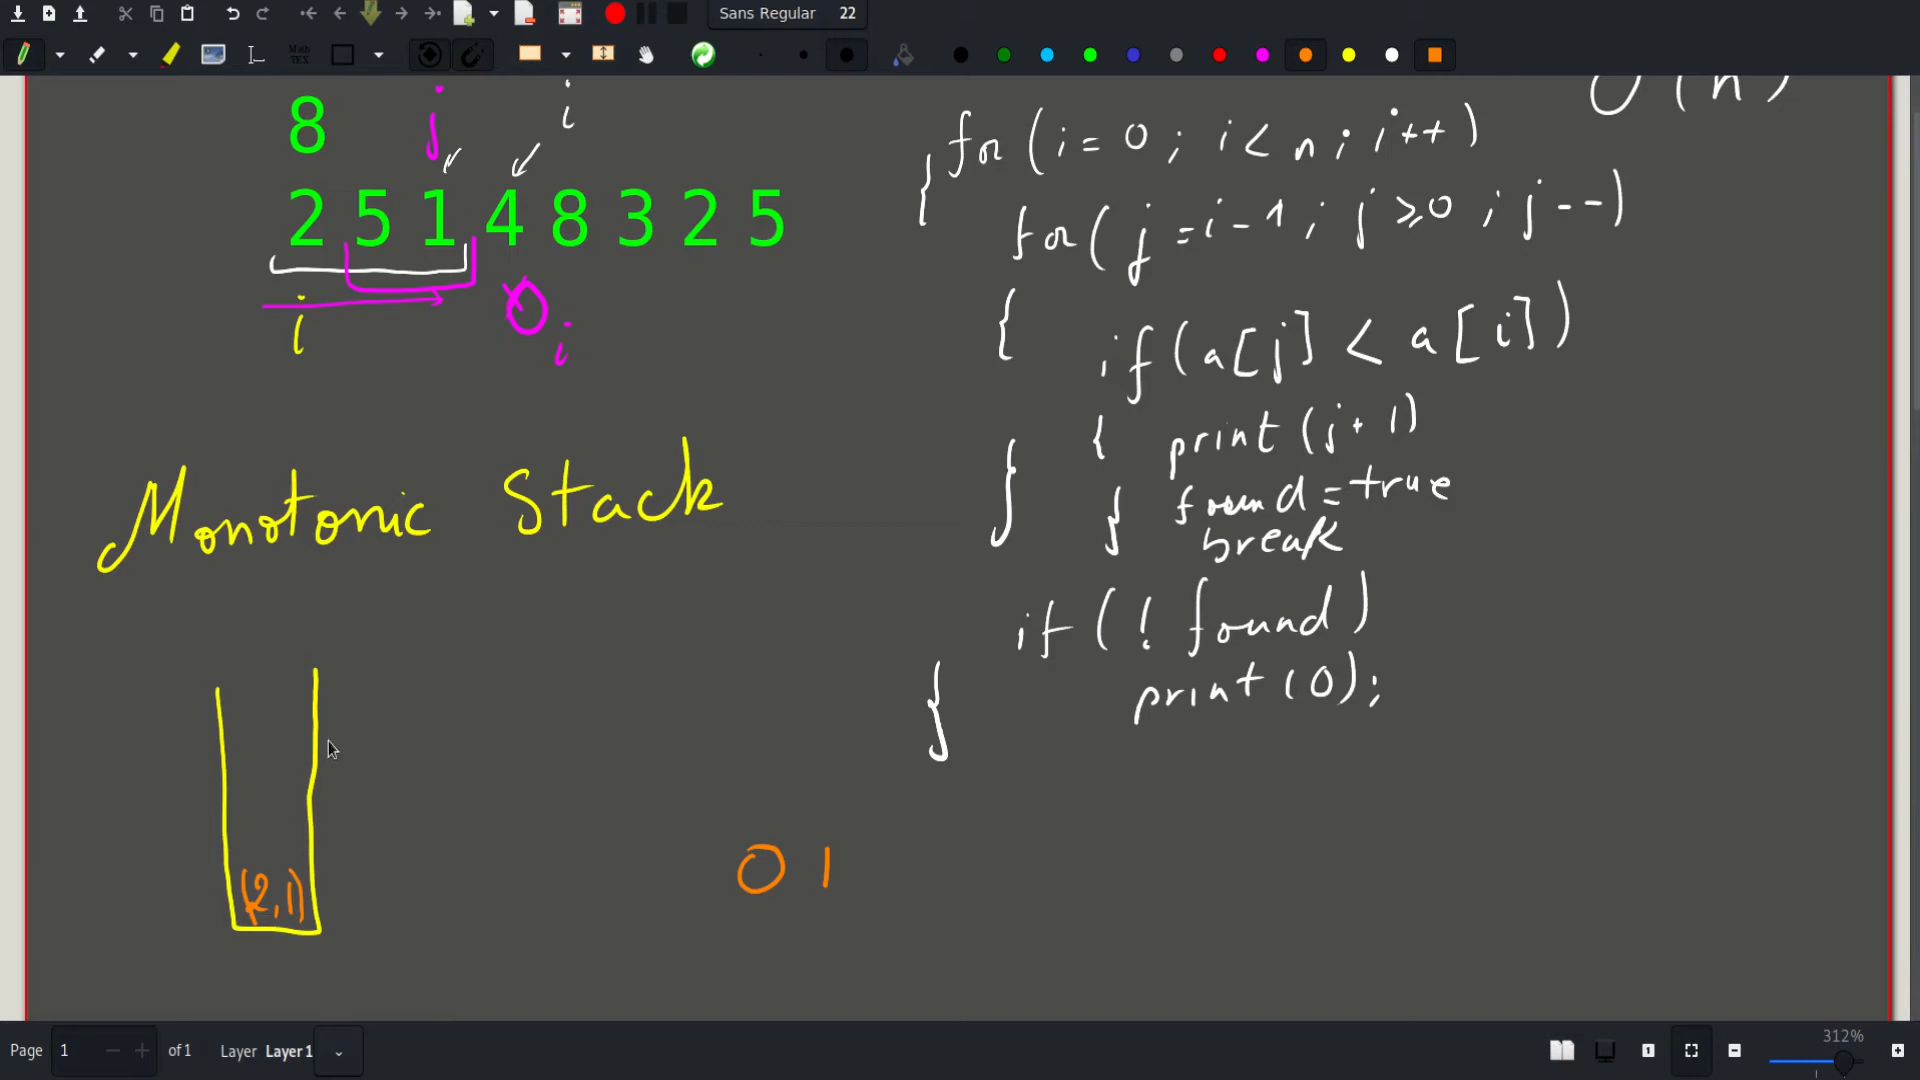 Sans Regular 22
Math TEX
8
j i
2 5 1 4 8 3 2 5
i 0 i
Monotonic Stack
(2,1)
0 1
O(n)
for (i = 0 ; i < n ; i++)
{
for ( j = i - 1 ; j ≥ 0 ; j --)
{
if ( a[j] < a[i])
{ print (j + 1)
found = true
} } break
if ( ! found )
print (0);
}
Page 1 of 1 Layer Layer 1
312%